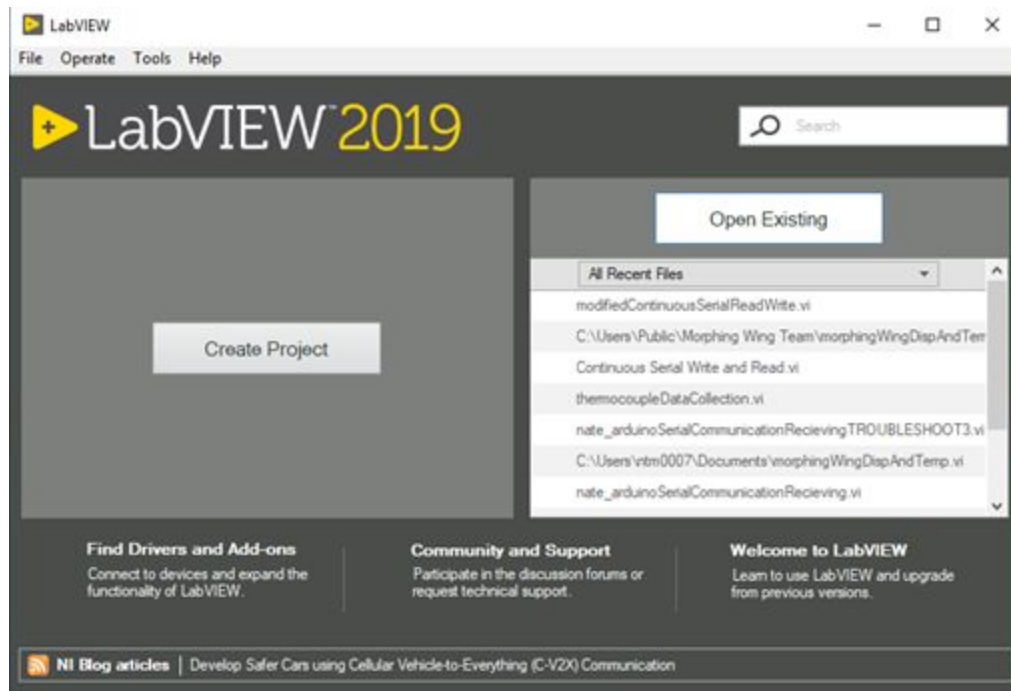 LabVIEW
File Operate Tools Help
LabVIEW™ 2019
Search
Create Project
Open Existing
All Recent Files
modifiedContinuousSerialReadWrite.vi
C:\Users\Public\Morphing Wing Team\morphingWingDispAndTem
Continuous Serial Write and Read.vi
thermocoupleDataCollection.vi
nate_arduinoSerialCommunicationRecievingTROUBLESHOOT3.vi
C:\Users\ntm0007\Documents\morphingWingDispAndTemp.vi
nate_arduinoSerialCommunicationRecieving.vi
Find Drivers and Add-ons
Connect to devices and expand the
functionality of LabVIEW.
Community and Support
Participate in the discussion forums or
request technical support.
Welcome to LabVIEW
Learn to use LabVIEW and upgrade
from previous versions.
NI Blog articles | Develop Safer Cars using Cellular Vehicle-to-Everything (C-V2X) Communication